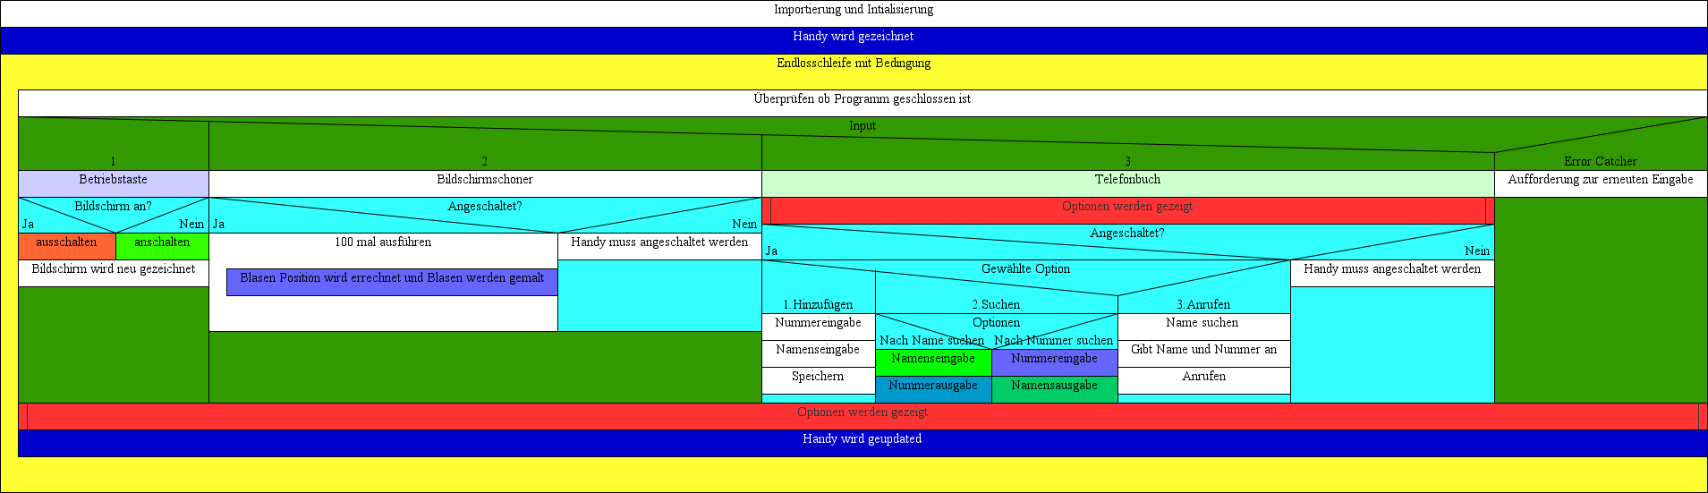 Importierung und Intialisierung
Handy wird gezeichnet
Endlosschleife mit Bedingung
Überprüfen ob Programm geschlossen ist
Input
1
2
3
Error Catcher
Betriebstaste
Bildschirmschoner
Telefonbuch
Aufforderung zur erneuten Eingabe
Bildschirm an?
Ja
Nein
ausschalten
anschalten
Bildschirm wird neu gezeichnet
Angeschaltet?
Ja
Nein
100 mal ausführen
Handy muss angeschaltet werden
Blasen Position wird errechnet und Blasen werden gemalt
Optionen werden gezeigt
Angeschaltet?
Ja
Nein
Gewählte Option
Handy muss angeschaltet werden
1.Hinzufügen
2.Suchen
3.Anrufen
Nummereingabe
Namenseingabe
Speichern
Optionen
Nach Name suchen
Nach Nummer suchen
Namenseingabe
Nummereingabe
Nummerausgabe
Namensausgabe
Name suchen
Gibt Name und Nummer an
Anrufen
Optionen werden gezeigt
Handy wird geupdated